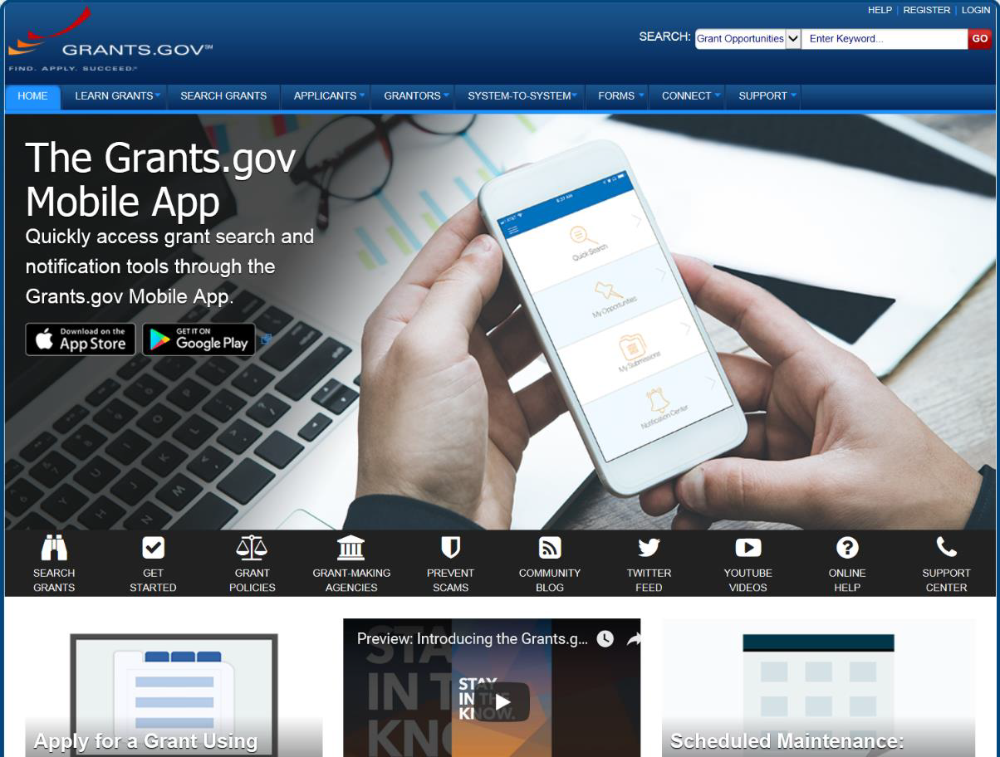 HELP | REGISTER | LOGIN
SEARCH: Grant Opportunities Enter Keyword... GO
GRANTS.GOV℠
FIND. APPLY. SUCCEED.℠
HOME LEARN GRANTS SEARCH GRANTS APPLICANTS GRANTORS SYSTEM-TO-SYSTEM FORMS CONNECT SUPPORT
The Grants.gov
Mobile App
Quickly access grant search and
notification tools through the
Grants.gov Mobile App.
Download on the
App Store
GET IT ON
Google Play
Quick Search
My Opportunities
My Submissions
Notification Center
SEARCH
GRANTS
GET
STARTED
GRANT
POLICIES
GRANT-MAKING
AGENCIES
PREVENT
SCAMS
COMMUNITY
BLOG
TWITTER
FEED
YOUTUBE
VIDEOS
ONLINE
HELP
SUPPORT
CENTER
Apply for a Grant Using
Preview: Introducing the Grants.g...
STAY
IN THE
KNOW.
Scheduled Maintenance: